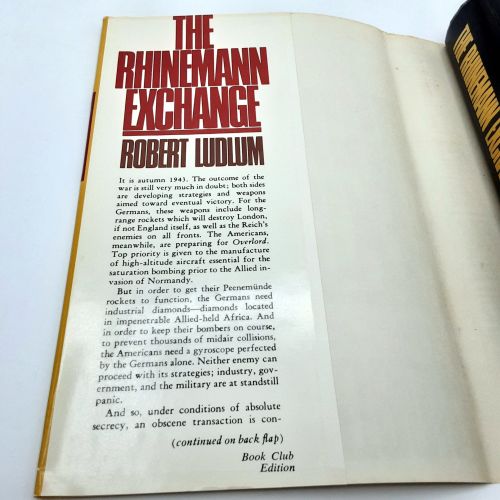 THE
RHINEMANN
EXCHANGE
ROBERT LUDLUM
It is autumn 1943. The outcome of the
war is still very much in doubt; both sides
are developing strategies and weapons
aimed toward eventual victory. For the
Germans, these weapons include long-
range rockets which will destroy London,
if not England itself, as well as the Reich's
enemies on all fronts. The Americans,
meanwhile, are preparing for Overlord.
Top priority is given to the manufacture
of high-altitude aircraft essential for the
saturation bombing prior to the Allied in-
vasion of Normandy.
But in order to get their Peenemünde
rockets to function, the Germans need
industrial diamonds—diamonds located
in impenetrable Allied-held Africa. And
in order to keep their bombers on course,
to prevent thousands of midair collisions,
the Americans need a gyroscope perfected
by the Germans alone. Neither enemy can
proceed with its strategies; industry, gov-
ernment, and the military are at standstill
panic.
And so, under conditions of absolute
secrecy, an obscene transaction is con-
(continued on back flap)
Book Club
Edition
THE RHINEMANN